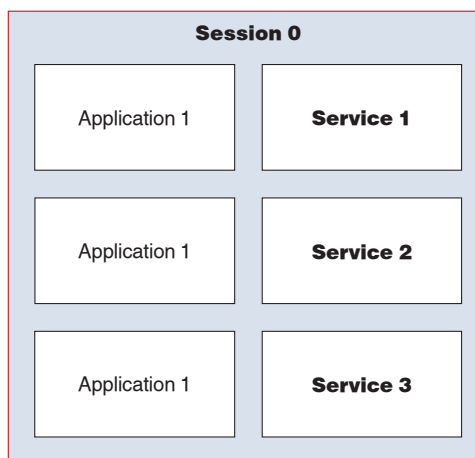 Session 0
Application 1
Service 1
Application 1
Service 2
Application 1
Service 3